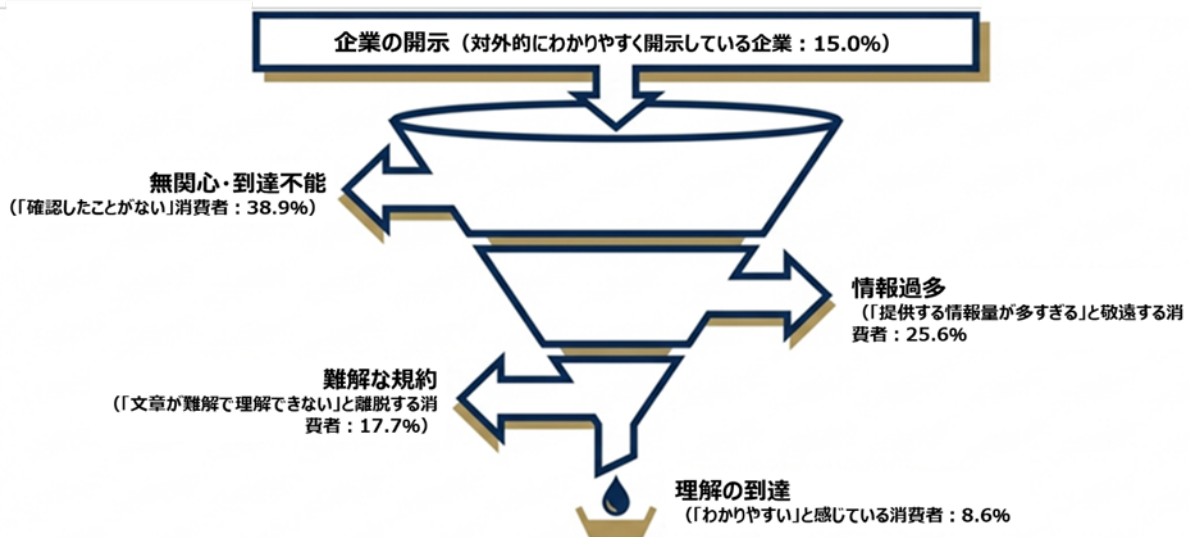 企業の開示（対外的にわかりやすく開示している企業：15.0%）
無関心・到達不能
（「確認したことがない」消費者：38.9%）
情報過多
（「提供する情報量が多すぎる」と敬遠する消
費者：25.6%
難解な規約
（「文章が難解で理解できない」と離脱する消
費者：17.7%）
理解の到達
（「わかりやすい」と感じている消費者：8.6%